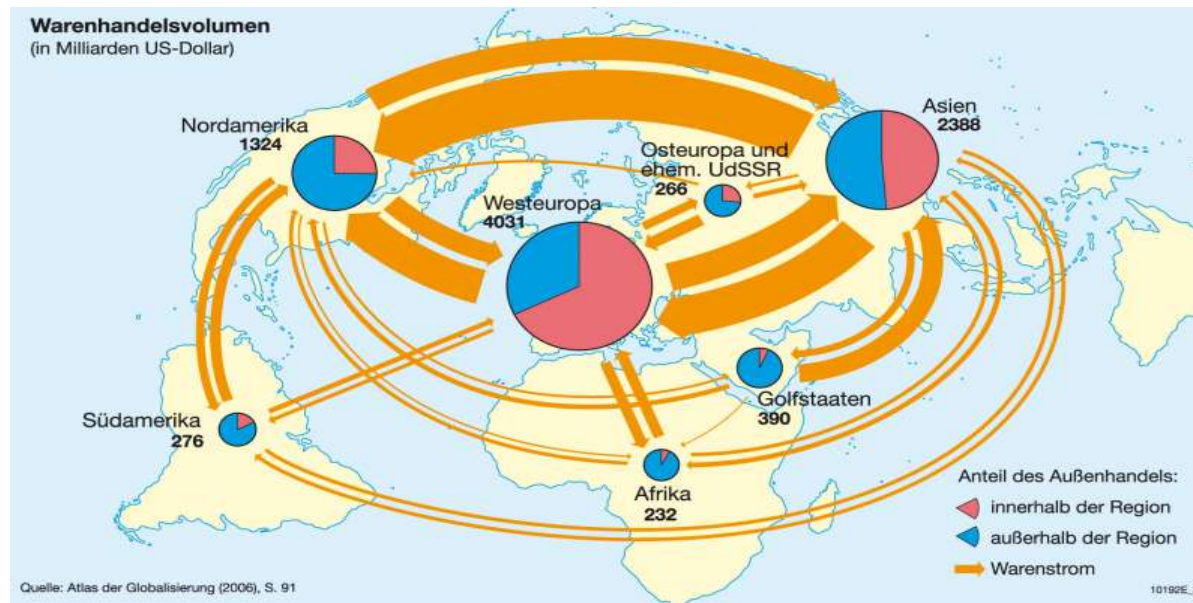 Warenhandelsvolumen
(in Milliarden US-Dollar)
Nordamerika
1324
Asien
2388
Osteuropa und
ehem. UdSSR
266
Westeuropa
4031
Golfstaaten
390
Südamerika
276
Afrika
232
Anteil des Außenhandels:
innerhalb der Region
außerhalb der Region
Warenstrom
Quelle: Atlas der Globalisierung (2006), S. 91
10192E_